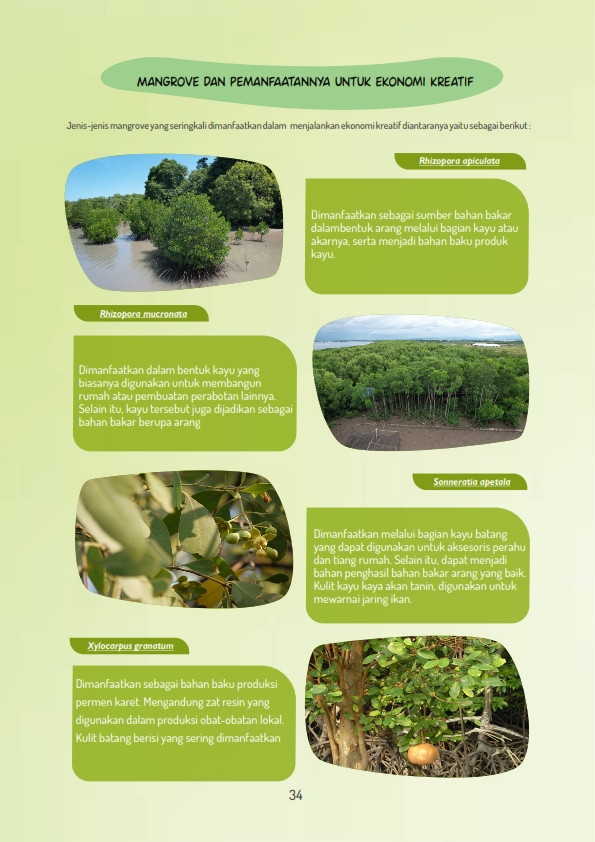 MANGROVE DAN PEMANFAATANNYA UNTUK EKONOMI KREATIF
Jenis-jenis mangrove yang seringkali dimanfaatkan dalam menjalankan ekonomi kreatif diantaranya yaitu sebagai berikut :
Rhizopora apiculata
Dimanfaatkan sebagai sumber bahan bakar
dalambentuk arang melalui bagian kayu atau
akarnya, serta menjadi bahan baku produk
kayu.
Rhizopora mucronata
Dimanfaatkan dalam bentuk kayu yang
biasanya digunakan untuk membangun
rumah atau pembuatan perabotan lainnya.
Selain itu, kayu tersebut juga dijadikan sebagai
bahan bakar berupa arang
Sonneratia apetala
Dimanfaatkan melalui bagian kayu batang
yang dapat digunakan untuk aksesoris perahu
dan tiang rumah. Selain itu, dapat menjadi
bahan penghasil bahan bakar arang yang baik.
Kulit kayu kaya akan tanin, digunakan untuk
mewarnai jaring ikan.
Xylocarpus granatum
Dimanfaatkan sebagai bahan baku produksi
permen karet. Mengandung zat resin yang
digunakan dalam produksi obat-obatan lokal.
Kulit batang berisi yang sering dimanfaatkan
34